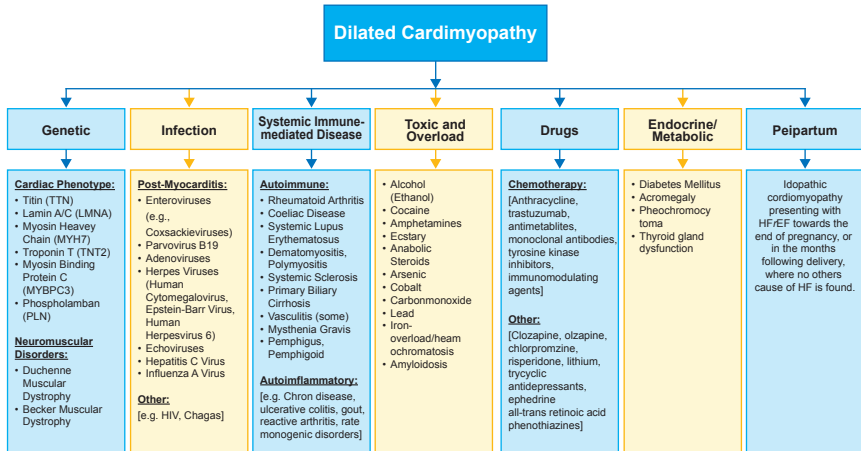 Dilated Cardimyopathy
Genetic
Cardiac Phenotype:
• Titin (TTN)
• Lamin A/C (LMNA)
• Myosin Heavey
Chain (MYH7)
• Troponin T (TNT2)
• Myosin Binding
Protein C
(MYBPC3)
• Phospholamban
(PLN)
Neuromuscular
Disorders:
• Duchenne
Muscular
Dystrophy
• Becker Muscular
Dystrophy
Infection
Post-Myocarditis:
• Enteroviruses
(e.g.,
Coxsackieviruses)
• Parvovirus B19
• Adenoviruses
• Herpes Viruses
(Human
Cytomegalovirus,
Epstein-Barr Virus,
Human
Herpesvirus 6)
• Echoviruses
• Hepatitis C Virus
• Influenza A Virus
Other:
[e.g. HIV, Chagas]
Systemic Immune-
mediated Disease
Autoimmune:
• Rheumatoid Arthritis
• Coeliac Disease
• Systemic Lupus
Erythematosus
• Dematomyositis,
Polymyositis
• Systemic Sclerosis
• Primary Biliary
Cirrhosis
• Vasculitis (some)
• Mysthenia Gravis
• Pemphigus,
Pemphigoid
Autoimflammatory:
[e.g. Chron disease,
ulcerative colitis, gout,
reactive arthritis, rate
monogenic disorders]
Toxic and
Overload
• Alcohol
(Ethanol)
• Cocaine
• Amphetamines
• Ecstary
• Anabolic
Steroids
• Arsenic
• Cobalt
• Carbonmoxide
• Lead
• Iron-
overload/heam
ochromatosis
• Amyloidosis
Drugs
Chemotherapy:
[Anthracycline,
trastuzumab,
antimetablites,
monoclonal antibodies,
tyrosine kinase
inhibitors,
immunomodulating
agents]
Other:
[Clozapine, olzapine,
chlorpromzine,
risperidone, lithium,
trycyclic
antidepressants,
ephedrine
all-trans retinoic acid
phenothiazines]
Endocrine/
Metabolic
• Diabetes Mellitus
• Acromegaly
• Pheochromocy
toma
• Thyroid gland
dysfunction
Peipartum
Idopathic
cordiomyopathy
presenting with
HFrEF towards the
end of pregnancy, or
in the months
following delivery,
where no others
cause of HF is found.